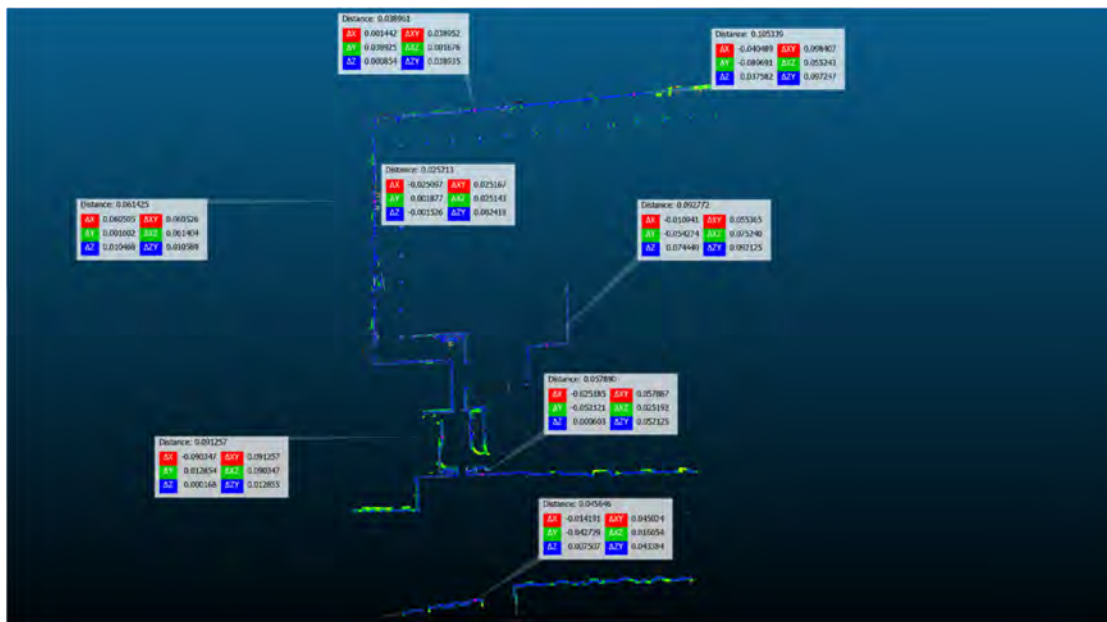 Distance: 0.038961
ΔX 0.001442 ΔXY 0.038952
ΔY 0.038925 ΔXZ 0.001676
ΔZ 0.000854 ΔZY 0.038935
Distance: 0.105339
ΔX -0.040489 ΔXY 0.098407
ΔY -0.089691 ΔXZ 0.055243
ΔZ 0.037582 ΔZY 0.097247
Distance: 0.025213
ΔX -0.025097 ΔXY 0.025167
ΔY 0.001877 ΔXZ 0.025143
ΔZ -0.001526 ΔZY 0.002418
Distance: 0.061425
ΔX 0.060505 ΔXY 0.060526
ΔY 0.001602 ΔXZ 0.061404
ΔZ 0.010468 ΔZY 0.010589
Distance: 0.092772
ΔX -0.010941 ΔXY 0.055365
ΔY -0.054274 ΔXZ 0.075240
ΔZ 0.074440 ΔZY 0.092125
Distance: 0.057890
ΔX -0.025185 ΔXY 0.057887
ΔY -0.052121 ΔXZ 0.025192
ΔZ 0.000603 ΔZY 0.052125
Distance: 0.091257
ΔX -0.090347 ΔXY 0.091257
ΔY 0.012854 ΔXZ 0.090347
ΔZ 0.000168 ΔZY 0.012855
Distance: 0.045646
ΔX -0.014191 ΔXY 0.045024
ΔY -0.042729 ΔXZ 0.016054
ΔZ 0.007507 ΔZY 0.043384